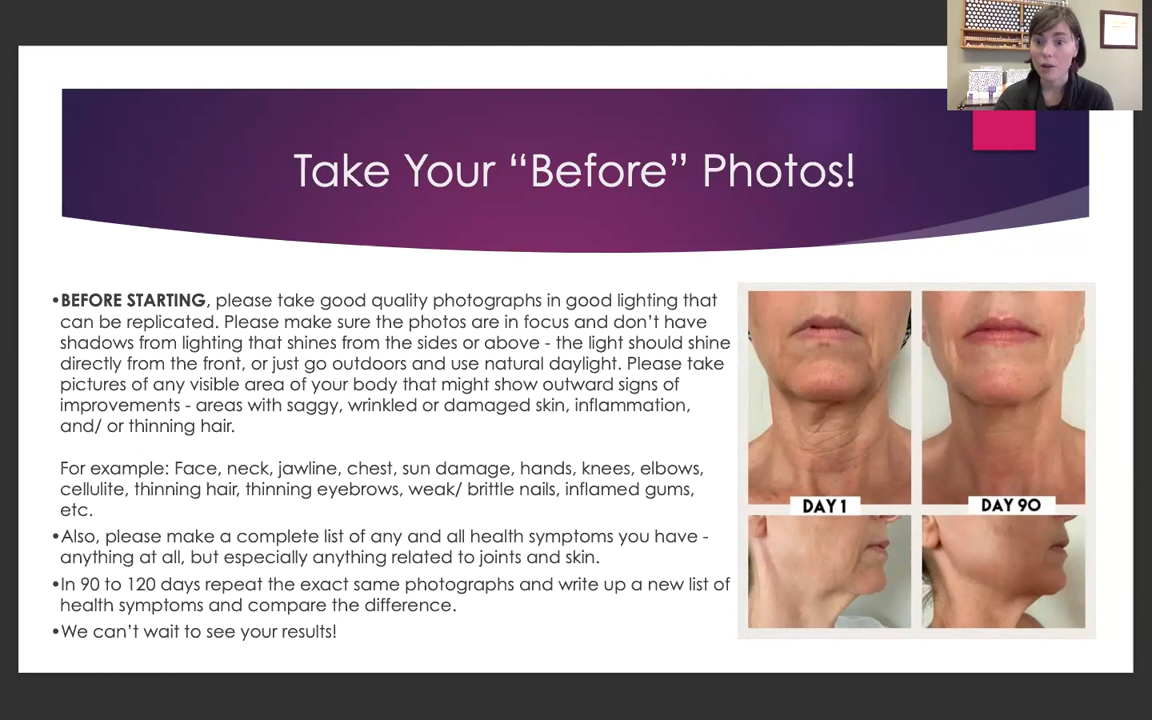 Take Your “Before” Photos!
•BEFORE STARTING, please take good quality photographs in good lighting that
can be replicated. Please make sure the photos are in focus and don’t have
shadows from lighting that shines from the sides or above - the light should shine
directly from the front, or just go outdoors and use natural daylight. Please take
pictures of any visible area of your body that might show outward signs of
improvements - areas with saggy, wrinkled or damaged skin, inflammation,
and/ or thinning hair.
For example: Face, neck, jawline, chest, sun damage, hands, knees, elbows,
cellulite, thinning hair, thinning eyebrows, weak/ brittle nails, inflamed gums,
etc.
•Also, please make a complete list of any and all health symptoms you have -
anything at all, but especially anything related to joints and skin.
•In 90 to 120 days repeat the exact same photographs and write up a new list of
health symptoms and compare the difference.
•We can’t wait to see your results!
DAY 1
DAY 90